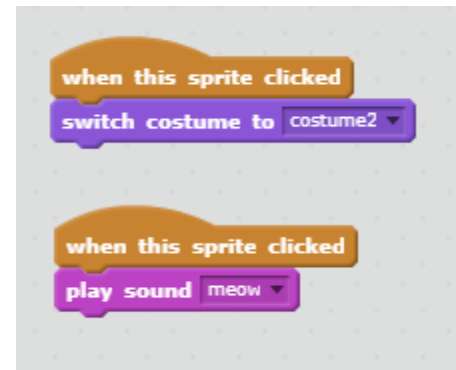 when this sprite clicked
switch costume to costume2
when this sprite clicked
play sound meow